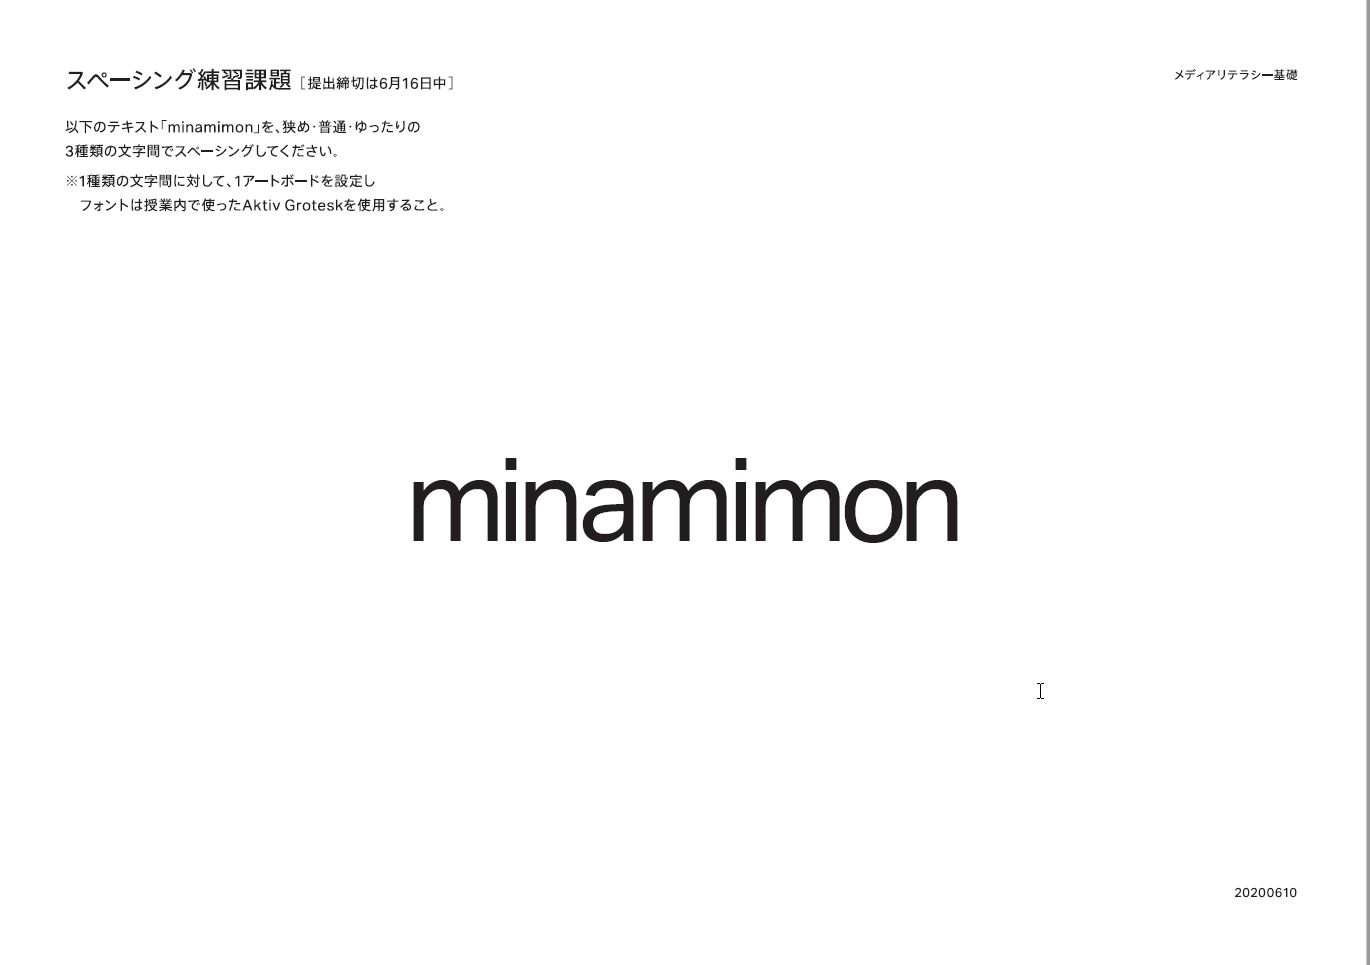 スペーシング練習課題［提出締切は6月16日中］
メディアリテラシー基礎
以下のテキスト「minamimon」を、狭め・普通・ゆったりの
3種類の文字間でスペーシングしてください。
※1種類の文字間に対して、1アートボードを設定し
フォントは授業内で使ったAktiv Groteskを使用すること。
minamimon
20200610